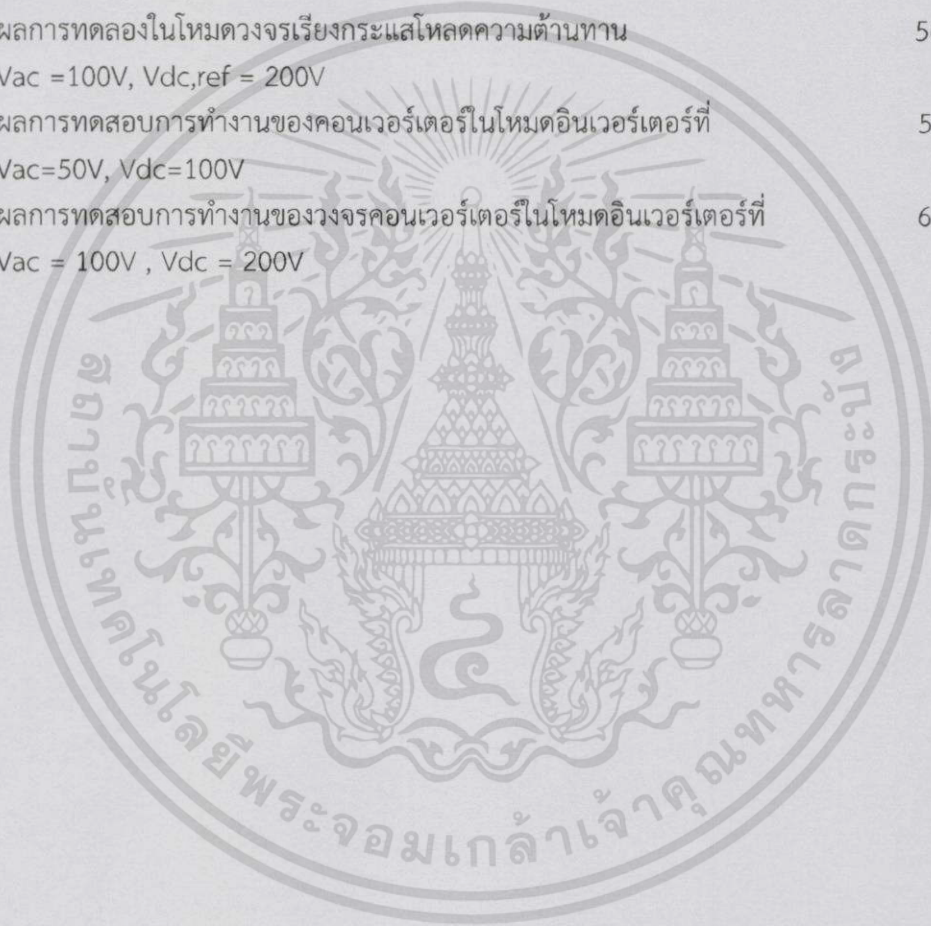 ผลการทดลองในโหมดวงจรเรียงกระแสโหลดความต้านทาน 5
Vac =100V, Vdc,ref = 200V
ผลการทดสอบการทำงานของคอนเวอร์เตอร์ในโหมดอินเวอร์เตอร์ที่ 5
Vac=50V, Vdc=100V
ผลการทดสอบการทำงานของวงจรคอนเวอร์เตอร์ในโหมดอินเวอร์เตอร์ที่ 6
Vac = 100V , Vdc = 200V
สถาบันเทคโนโลยีพระจอมเกล้าเจ้าคุณทหารลาดกระบัง